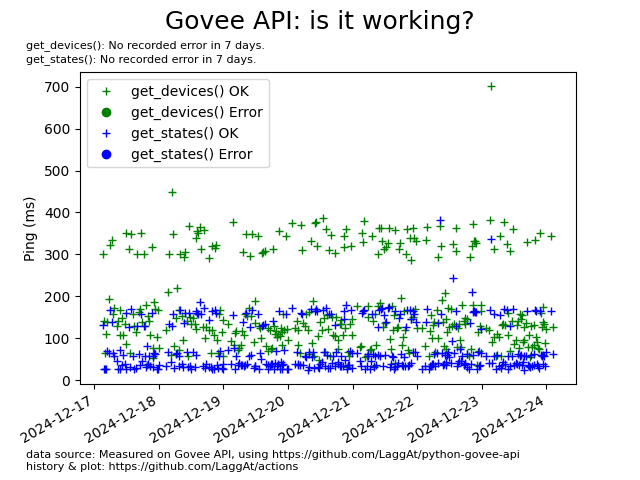 Govee API: is it working?
get_devices(): No recorded error in 7 days.
get_states(): No recorded error in 7 days.
700
600
500
400
300
200
100
0
Ping (ms)
get_devices() OK
get_devices() Error
get_states() OK
get_states() Error
2024-12-17
2024-12-18
2024-12-19
2024-12-20
2024-12-21
2024-12-22
2024-12-23
2024-12-24
data source: Measured on Govee API, using https://github.com/LaggAt/python-govee-api
history & plot: https://github.com/LaggAt/actions